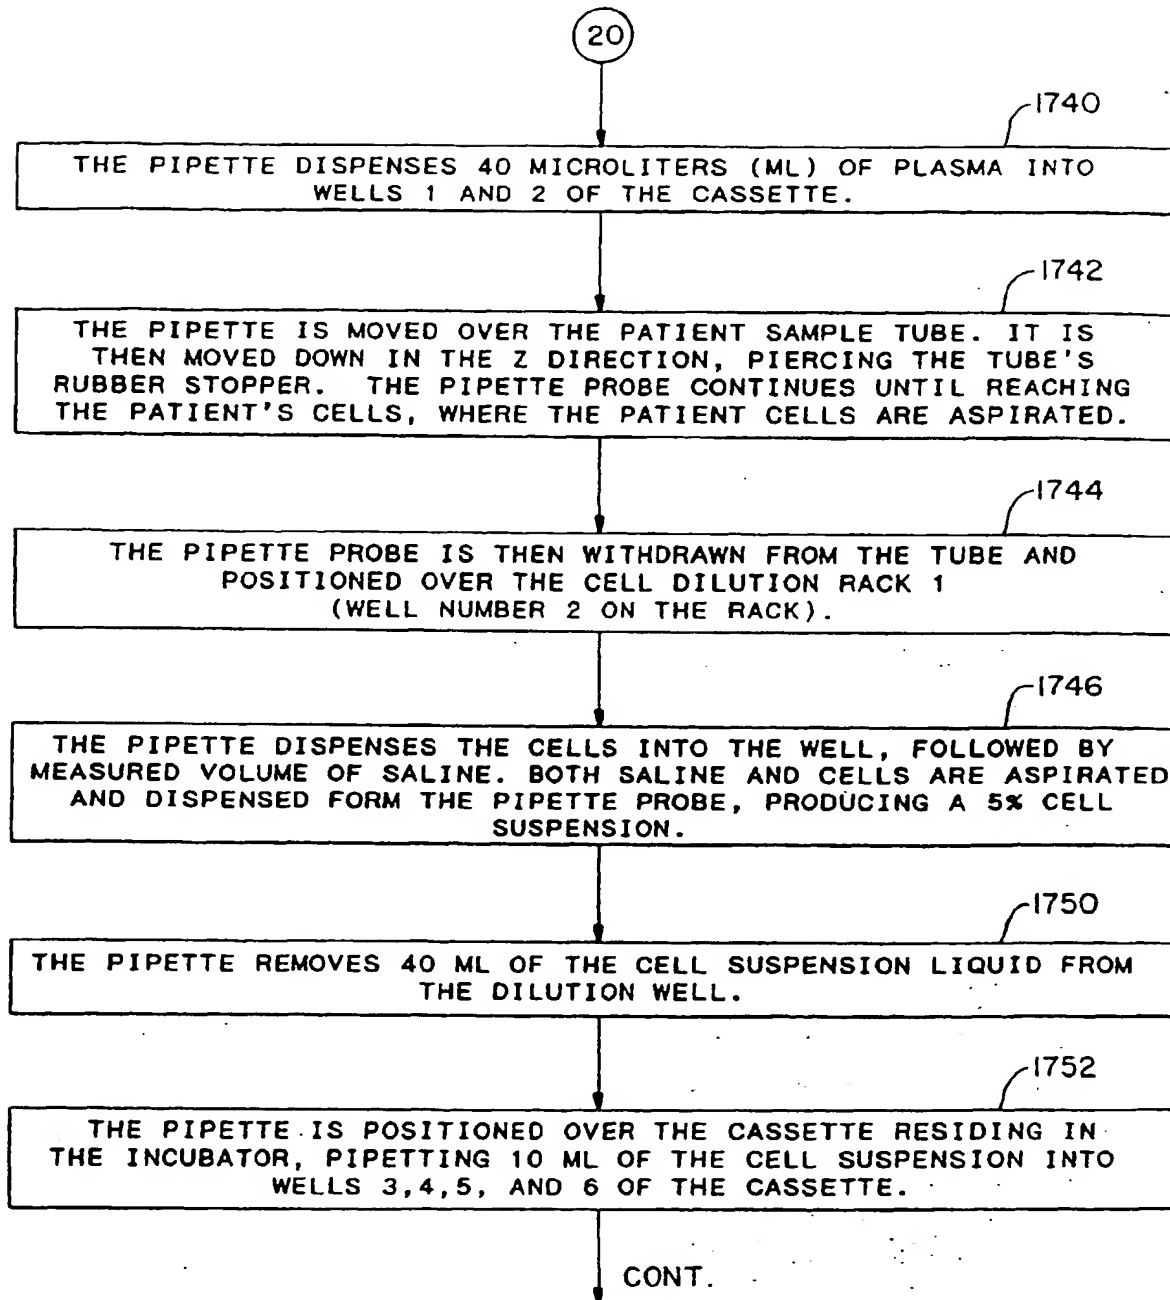 20
1740
THE PIPETTE DISPENSES 40 MICROLITERS (ML) OF PLASMA INTO
WELLS 1 AND 2 OF THE CASSETTE.
1742
THE PIPETTE IS MOVED OVER THE PATIENT SAMPLE TUBE. IT IS
THEN MOVED DOWN IN THE Z DIRECTION, PIERCING THE TUBE'S
RUBBER STOPPER. THE PIPETTE PROBE CONTINUES UNTIL REACHING
THE PATIENT'S CELLS, WHERE THE PATIENT CELLS ARE ASPIRATED.
1744
THE PIPETTE PROBE IS THEN WITHDRAWN FROM THE TUBE AND
POSITIONED OVER THE CELL DILUTION RACK 1
(WELL NUMBER 2 ON THE RACK).
1746
THE PIPETTE DISPENSES THE CELLS INTO THE WELL, FOLLOWED BY
MEASURED VOLUME OF SALINE. BOTH SALINE AND CELLS ARE ASPIRATED
AND DISPENSED FORM THE PIPETTE PROBE, PRODUCING A 5% CELL
SUSPENSION.
1750
THE PIPETTE REMOVES 40 ML OF THE CELL SUSPENSION LIQUID FROM
THE DILUTION WELL.
1752
THE PIPETTE IS POSITIONED OVER THE CASSETTE RESIDING IN
THE INCUBATOR, PIPETTING 10 ML OF THE CELL SUSPENSION INTO
WELLS 3,4,5, AND 6 OF THE CASSETTE.
CONT.